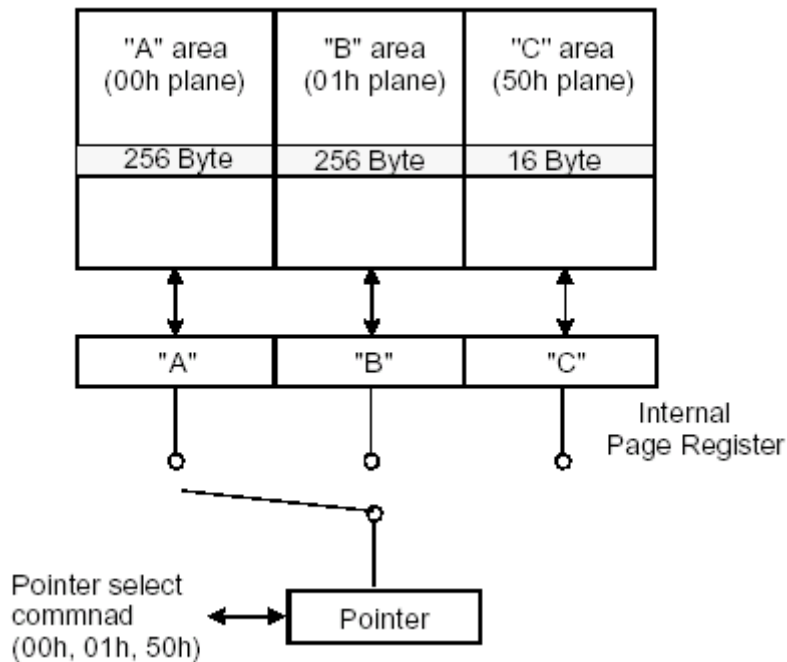 "A" area
(00h plane)
"B" area
(01h plane)
"C" area
(50h plane)
256 Byte
256 Byte
16 Byte
"A"
"B"
"C"
Internal
Page Register
Pointer select
commnad
(00h, 01h, 50h)
Pointer